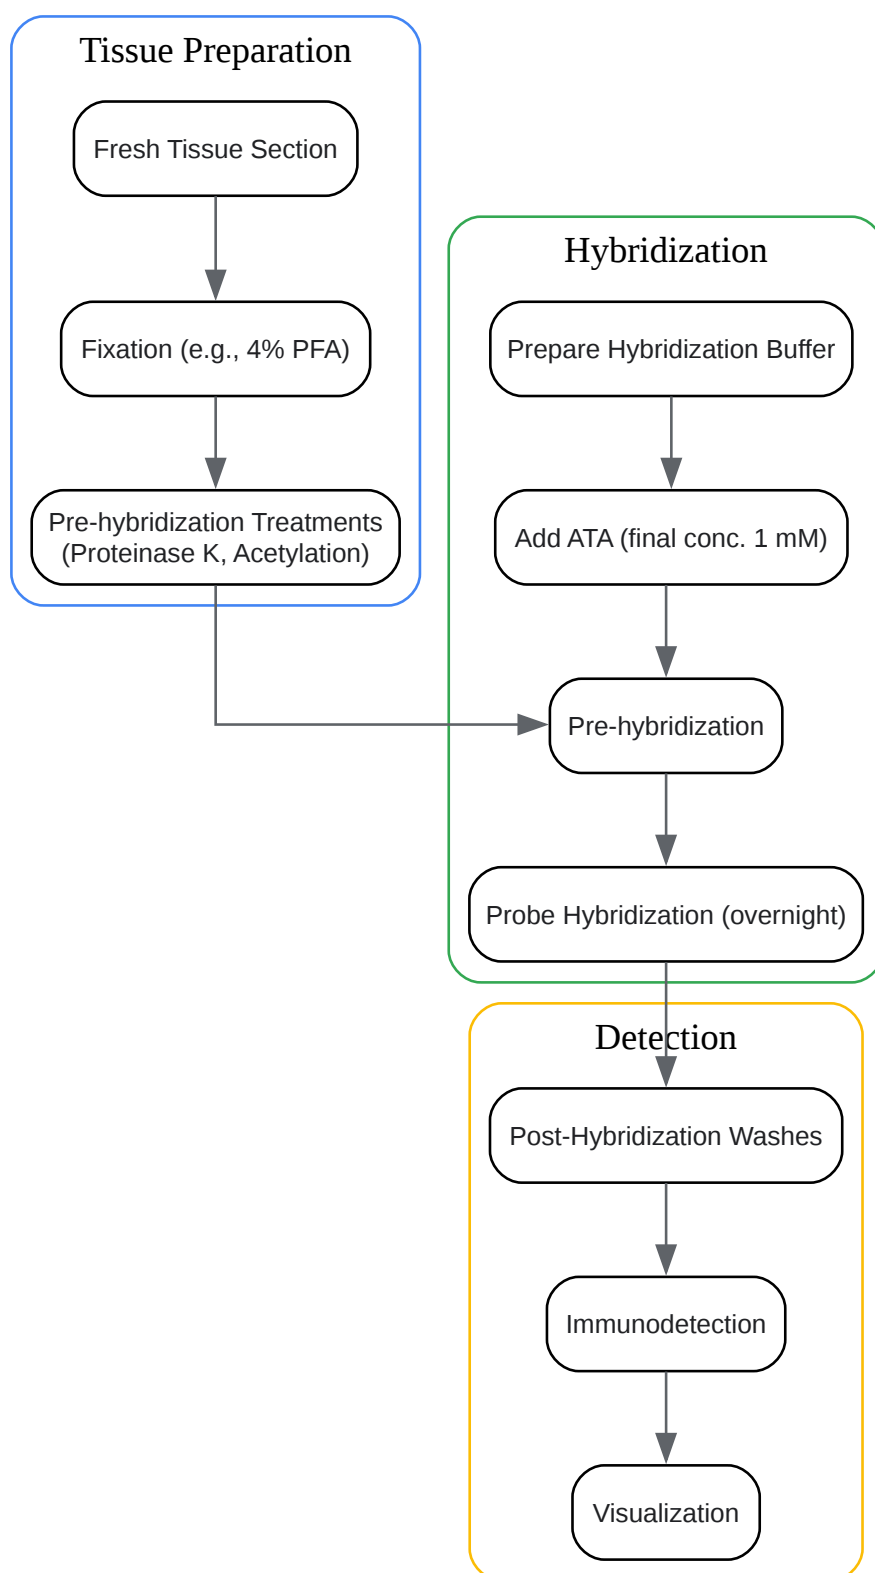 Tissue Preparation
Fresh Tissue Section
Fixation (e.g., 4% PFA)
Pre-hybridization Treatments
(Proteinase K, Acetylation)
Hybridization
Prepare Hybridization Buffer
Add ATA (final conc. 1 mM)
Pre-hybridization
Probe Hybridization (overnight)
Detection
Post-Hybridization Washes
Immunodetection
Visualization